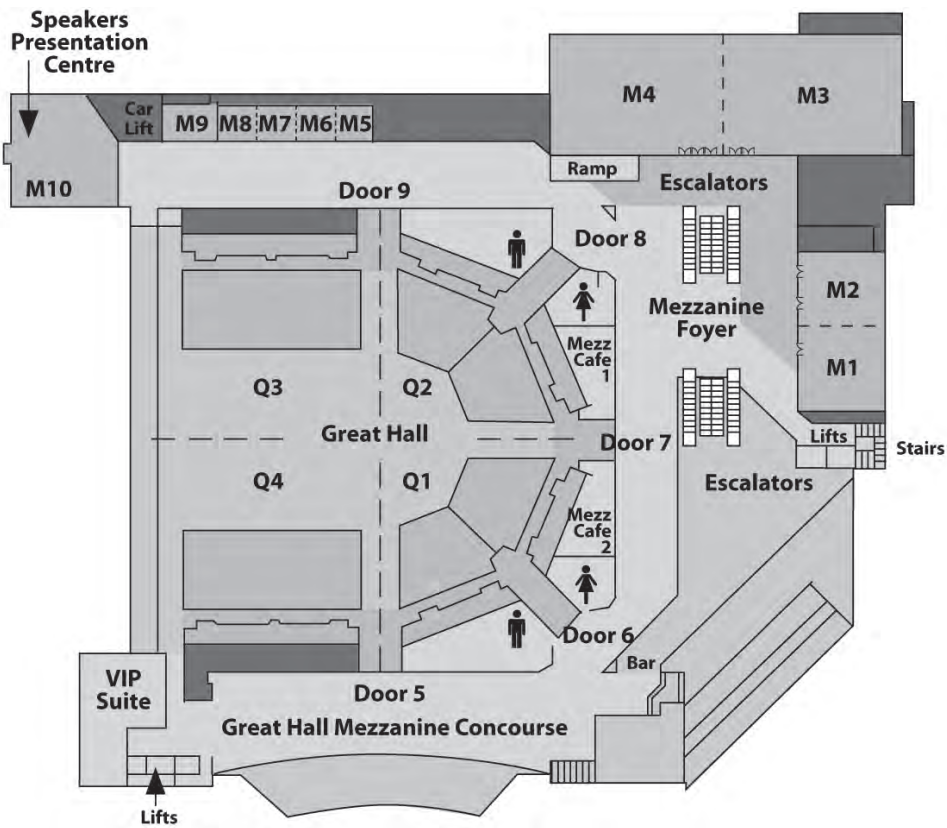 Speakers
Presentation
Centre
Car
Lift
M9
M8
M7
M6
M5
M4
M3
M10
Ramp
Escalators
Door 9
Door 8
M2
Mezzanine
Foyer
Mezz
Cafe
1
M1
Q3
Q2
Great Hall
Door 7
Lifts
Stairs
Q4
Q1
Escalators
Mezz
Cafe
2
Door 6
Bar
VIP
Suite
Door 5
Great Hall Mezzanine Concourse
Lifts